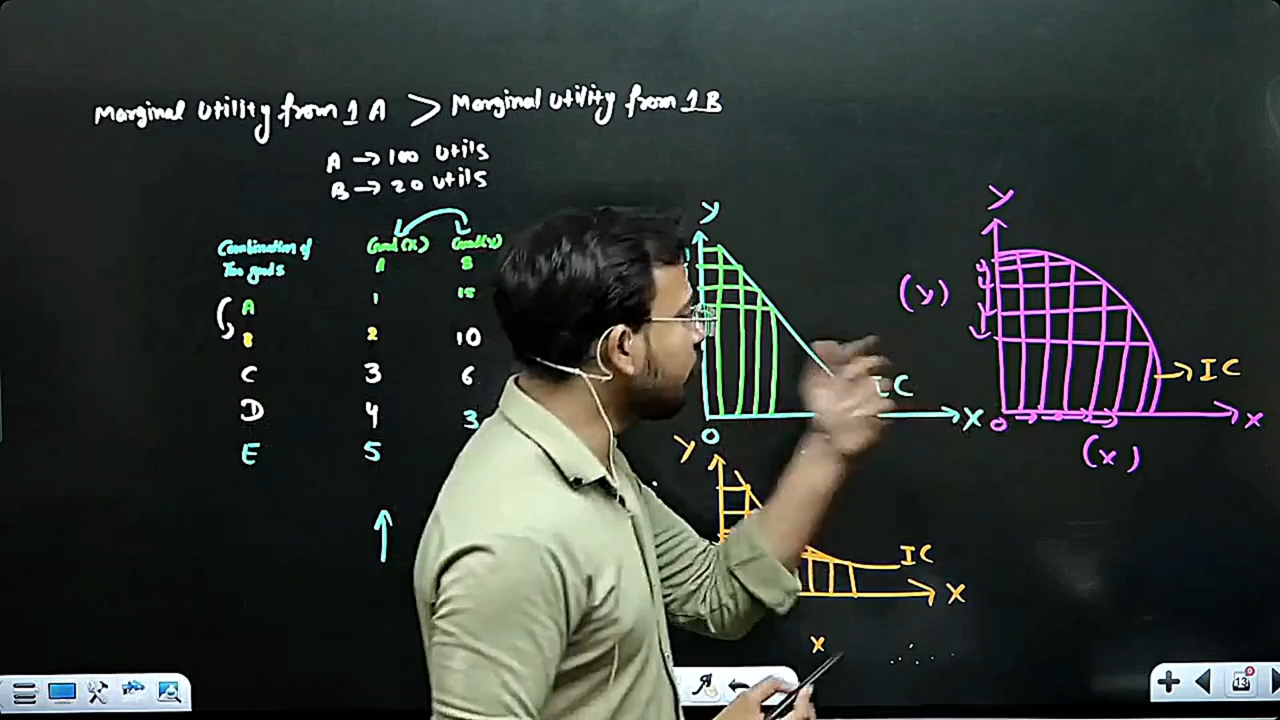 Marginal Utility from 1 A > Marginal Utility from 1 B
A → 100 utils
B → 20 utils
Combination of Good(X) Good(Y)
Two goods A B
A 1 15
B 2 10
C 3 6
D 4 3
E 5
Y
IC
X
O
Y
IC
X
X
Y
(Y)
IC
O X
(X)
13